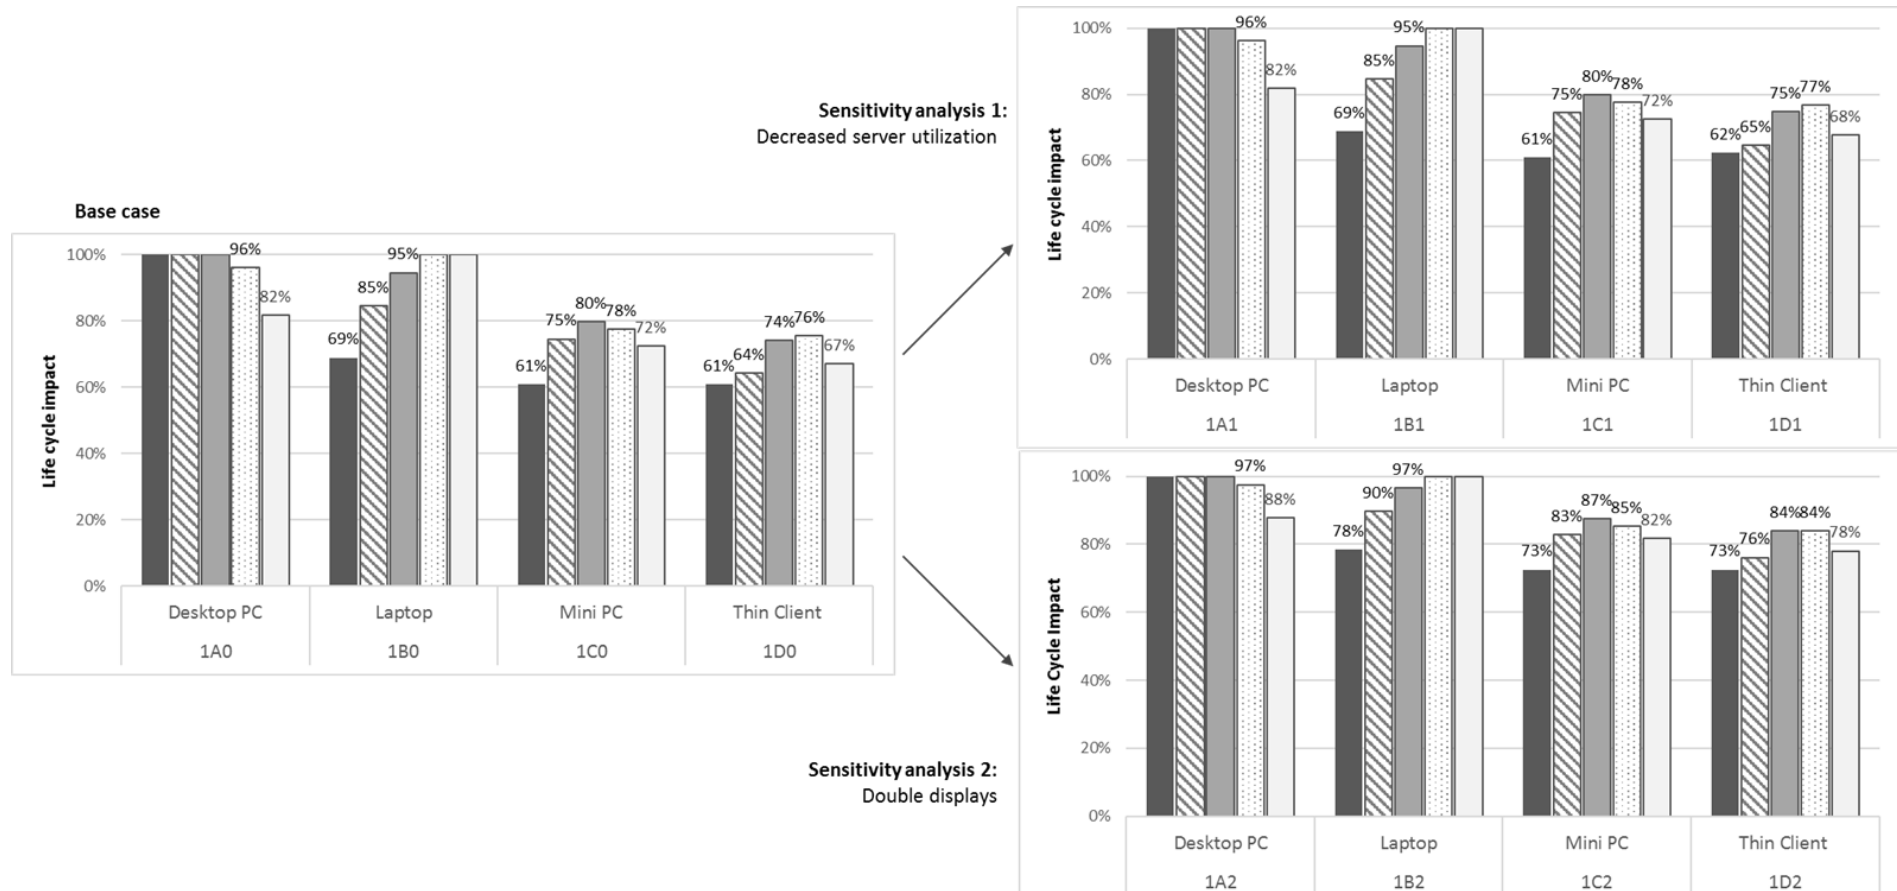 Base case
Life cycle impact
100%
80%
60%
40%
20%
0%
96%
82%
69%
85%
95%
61%
75%
80%
78%
72%
61%
64%
74%
76%
67%
Desktop PC
Laptop
Mini PC
Thin Client
1A0
1B0
1C0
1D0
Sensitivity analysis 1:
Decreased server utilization
Life cycle impact
100%
80%
60%
40%
20%
0%
96%
82%
69%
85%
95%
61%
75%
80%
78%
72%
62%
65%
75%
77%
68%
Desktop PC
Laptop
Mini PC
Thin Client
1A1
1B1
1C1
1D1
Sensitivity analysis 2:
Double displays
Life Cycle Impact
100%
80%
60%
40%
20%
0%
97%
88%
78%
90%
97%
73%
83%
87%
85%
82%
73%
76%
84%
84%
78%
Desktop PC
Laptop
Mini PC
Thin Client
1A2
1B2
1C2
1D2